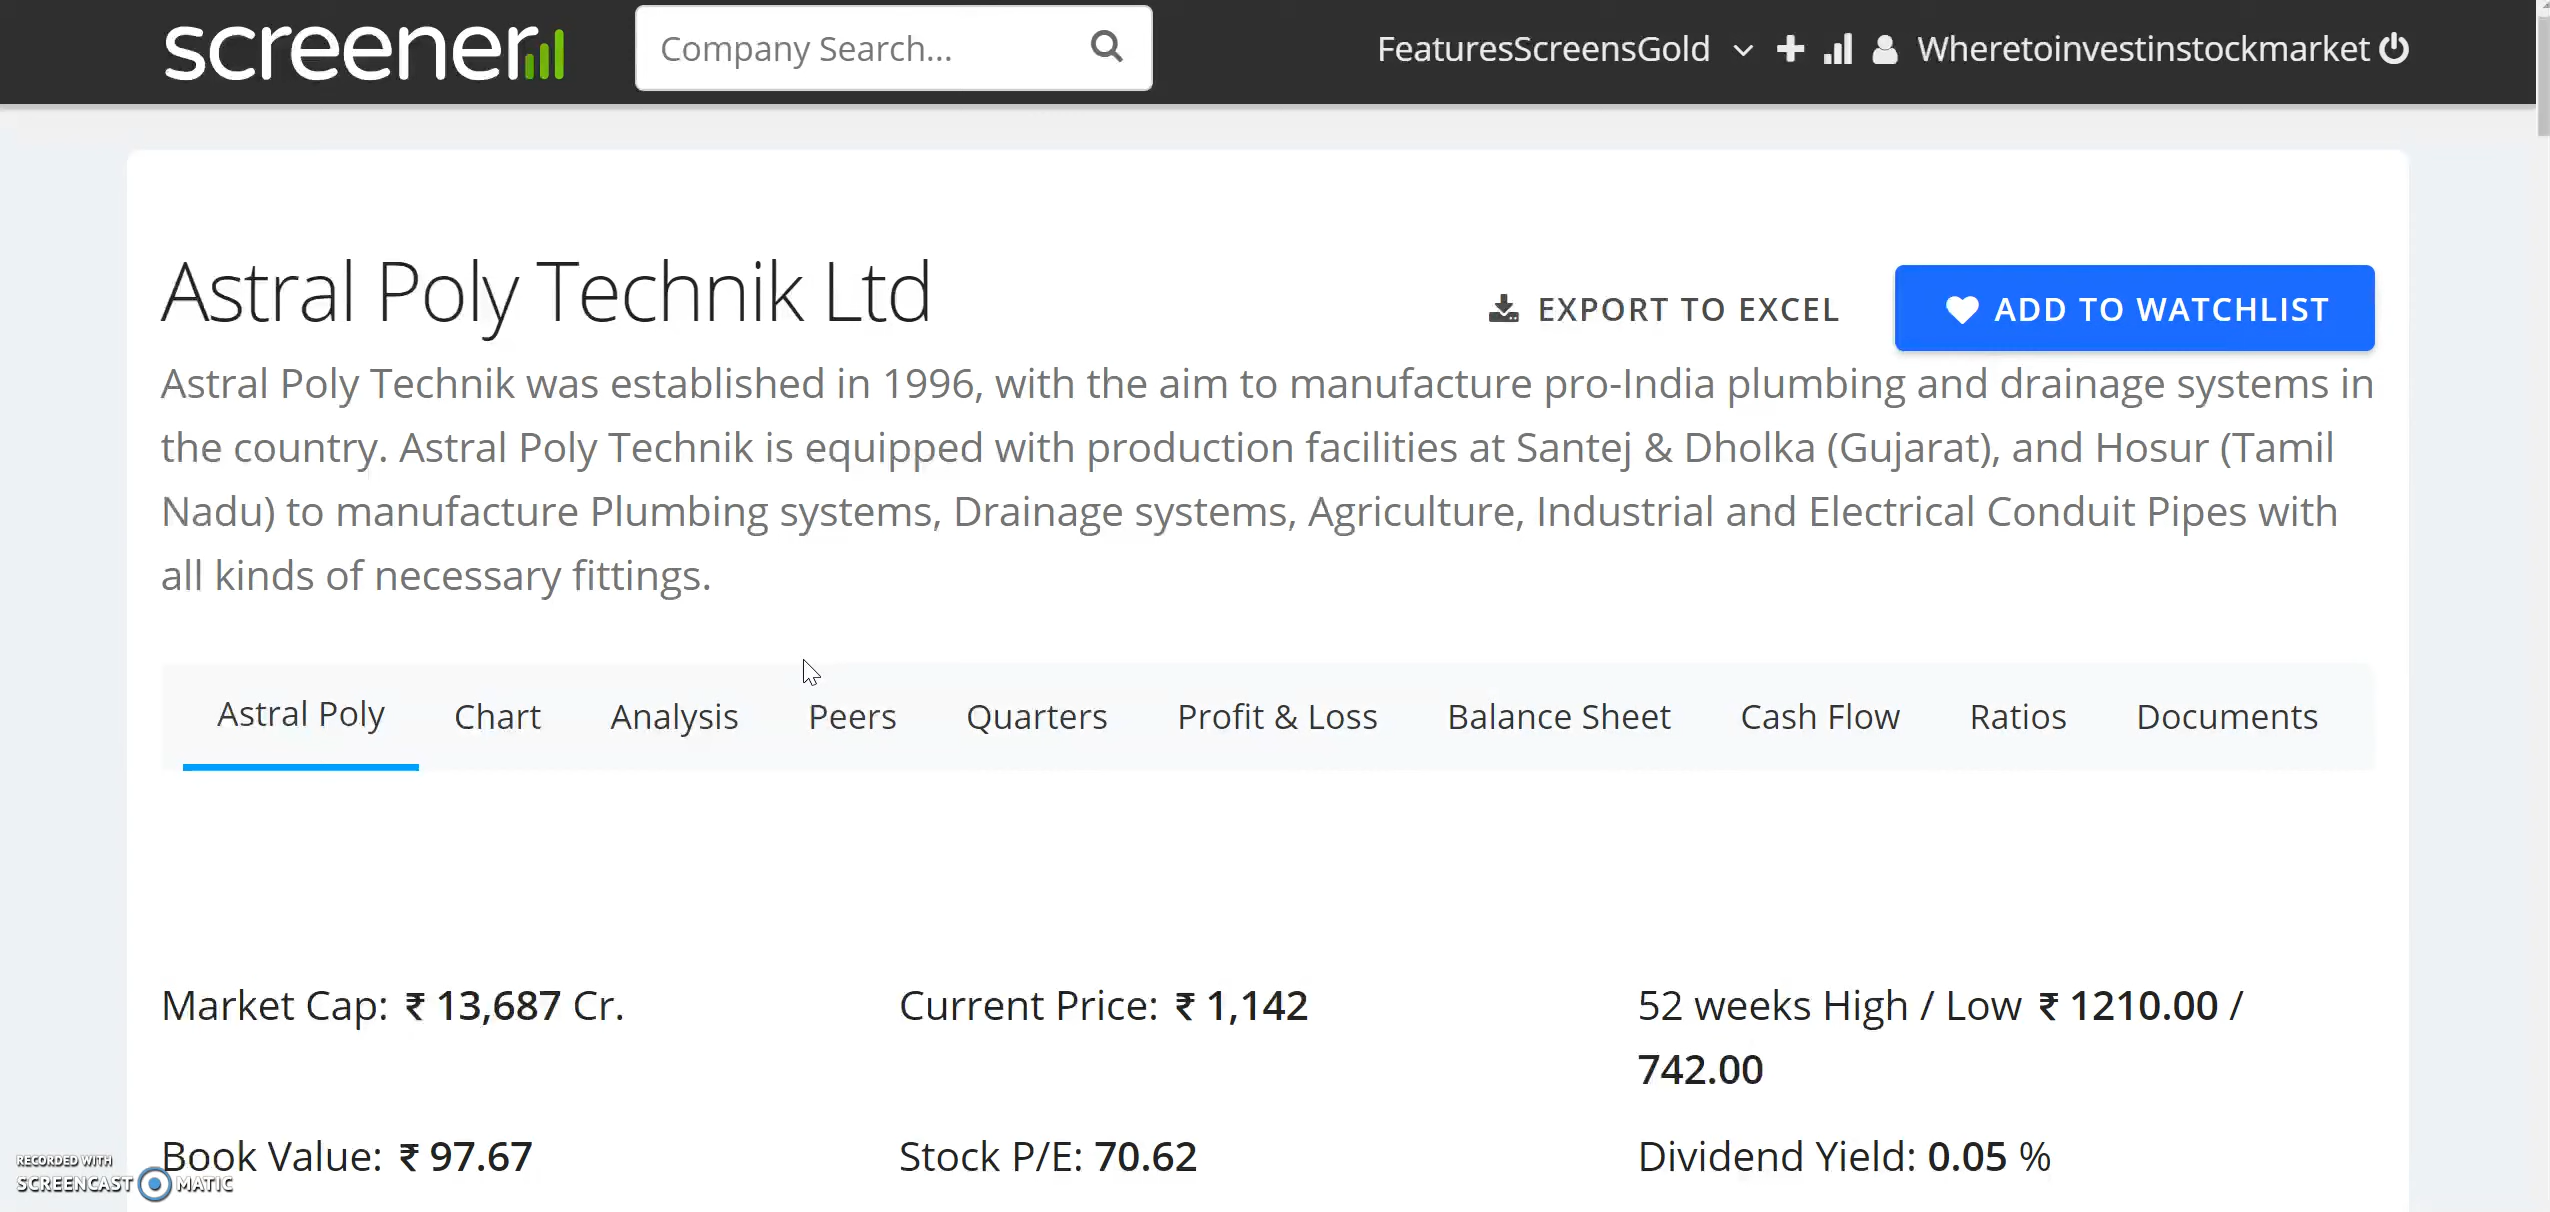 screener
Company Search...
FeaturesScreensGold Wheretoinvestinstockmarket
Astral Poly Technik Ltd
EXPORT TO EXCEL
ADD TO WATCHLIST
Astral Poly Technik was established in 1996, with the aim to manufacture pro-India plumbing and drainage systems in
the country. Astral Poly Technik is equipped with production facilities at Santej & Dholka (Gujarat), and Hosur (Tamil
Nadu) to manufacture Plumbing systems, Drainage systems, Agriculture, Industrial and Electrical Conduit Pipes with
all kinds of necessary fittings.
Astral Poly Chart Analysis Peers Quarters Profit & Loss Balance Sheet Cash Flow Ratios Documents
Market Cap: ₹ 13,687 Cr.
Current Price: ₹ 1,142
52 weeks High / Low ₹ 1210.00 /
742.00
Book Value: ₹ 97.67
Stock P/E: 70.62
Dividend Yield: 0.05 %
RECORDED WITH
SCREENCAST MATIC